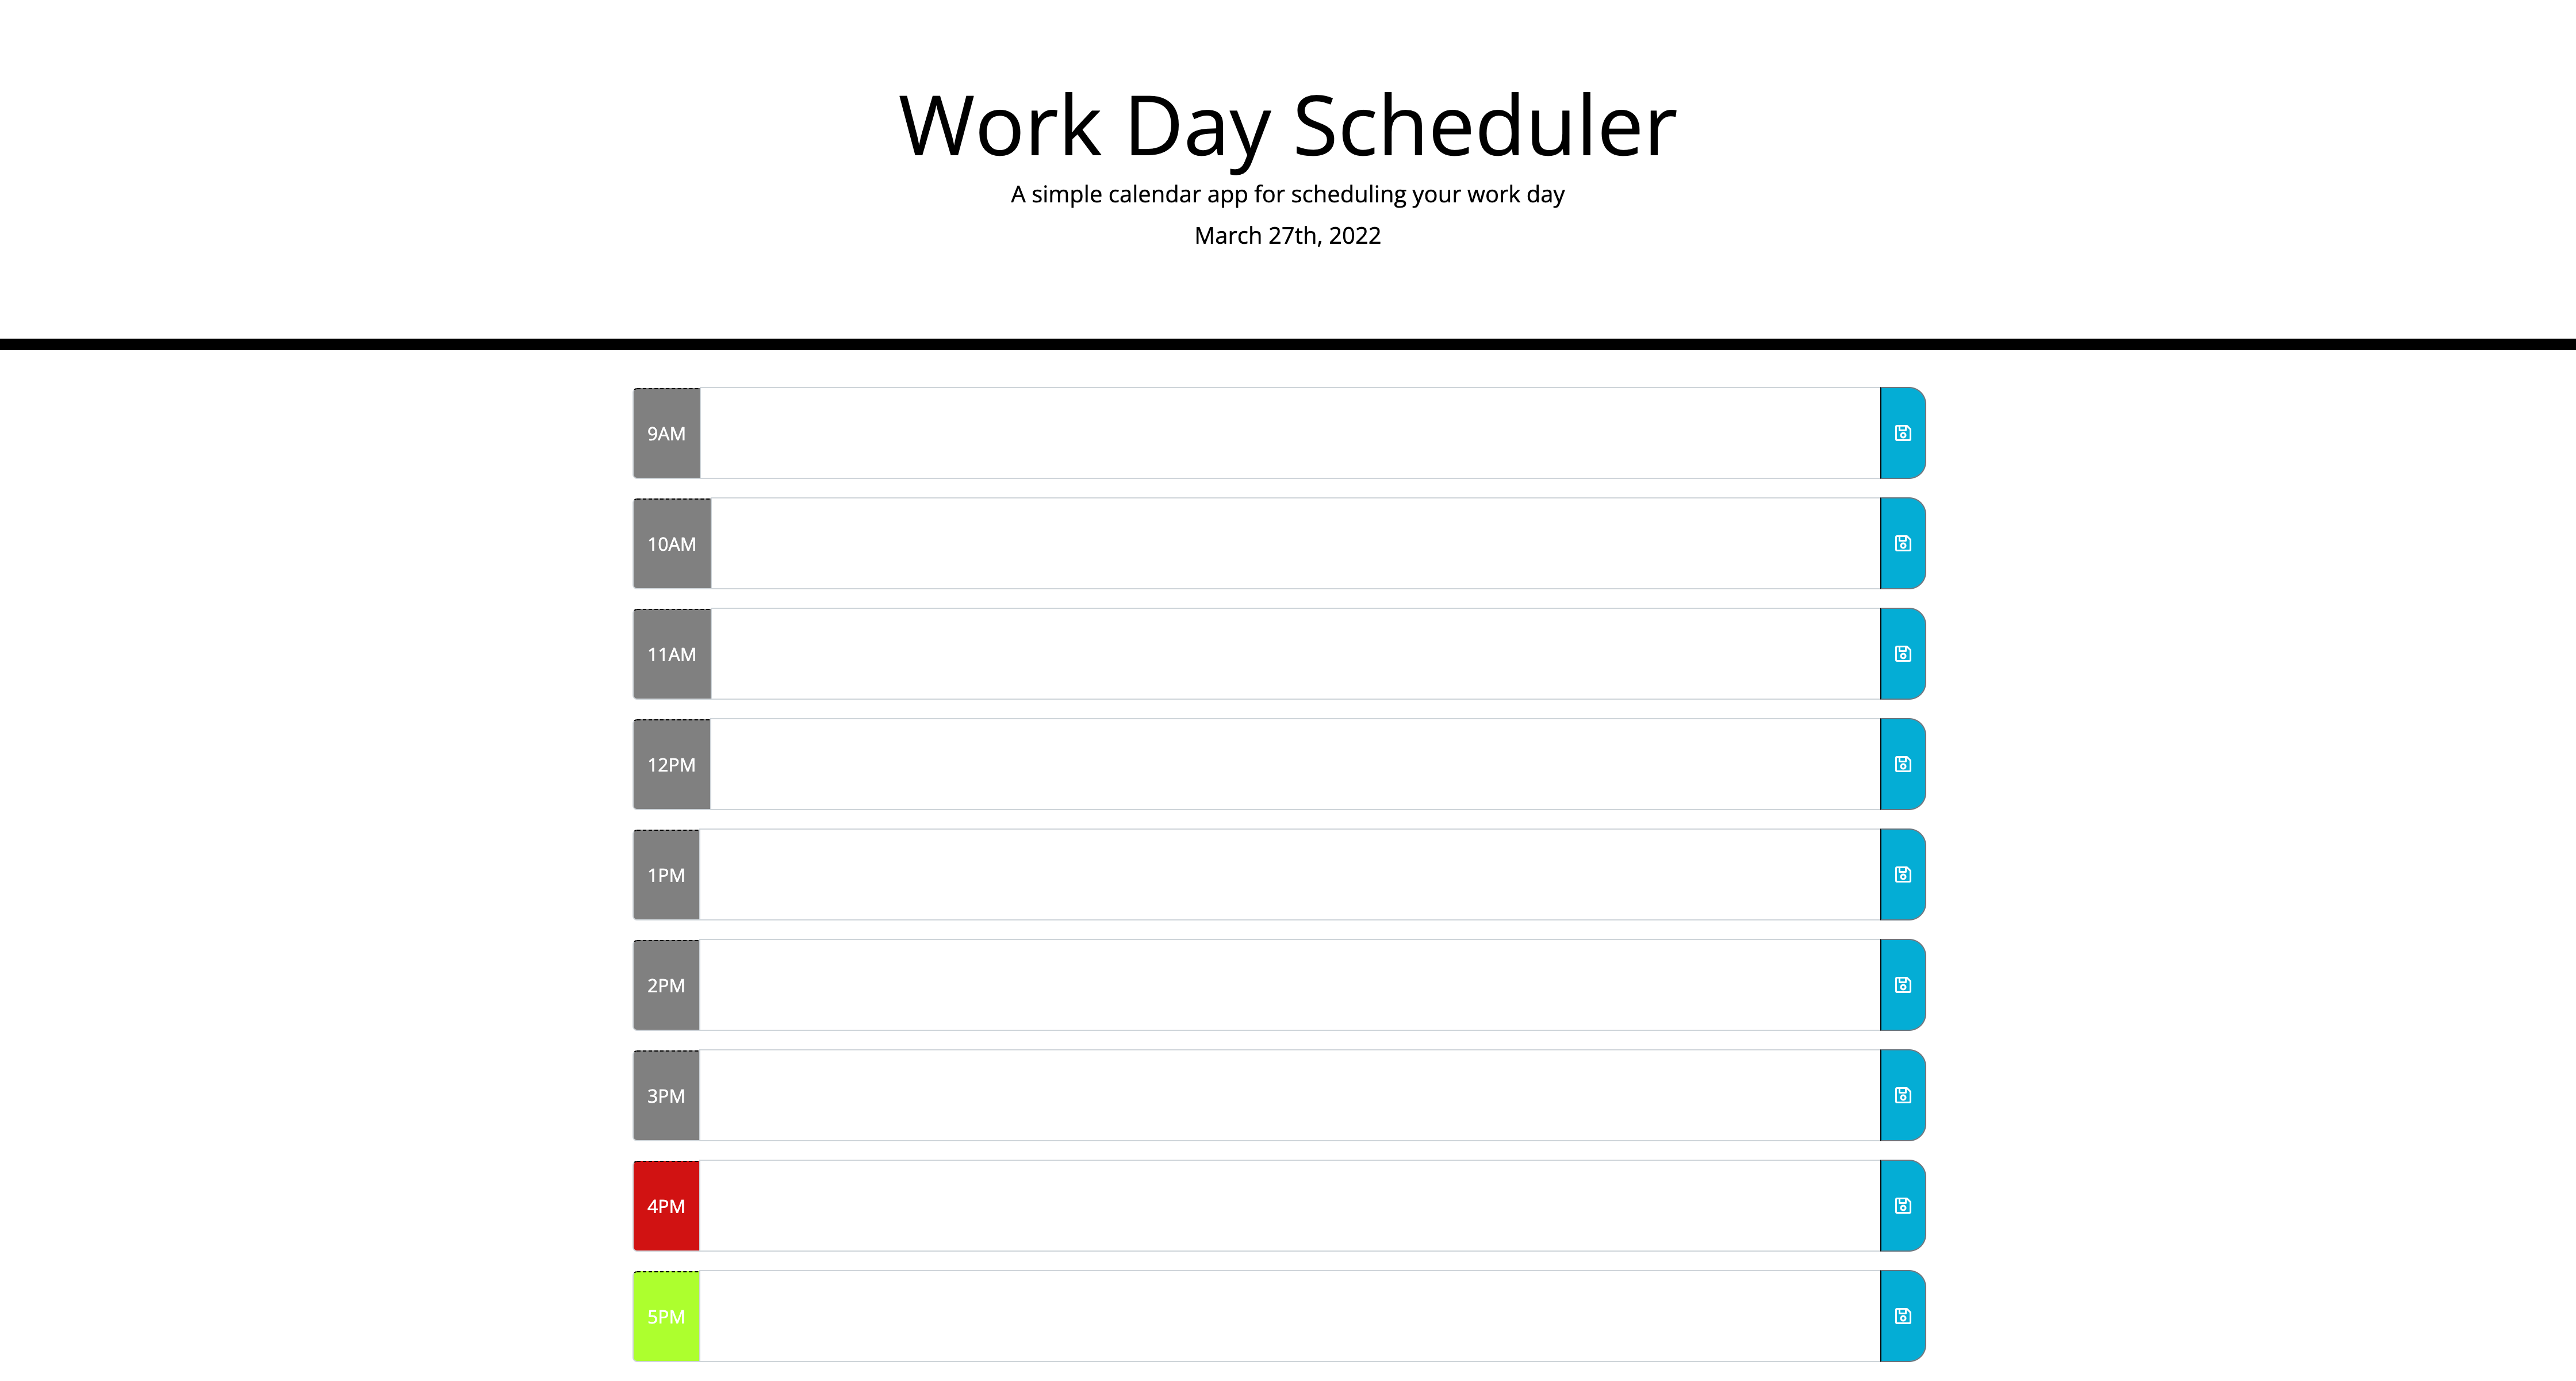 Work Day Scheduler
A simple calendar app for scheduling your work day
March 27th, 2022
9AM
10AM
11AM
12PM
1PM
2PM
3PM
4PM
5PM